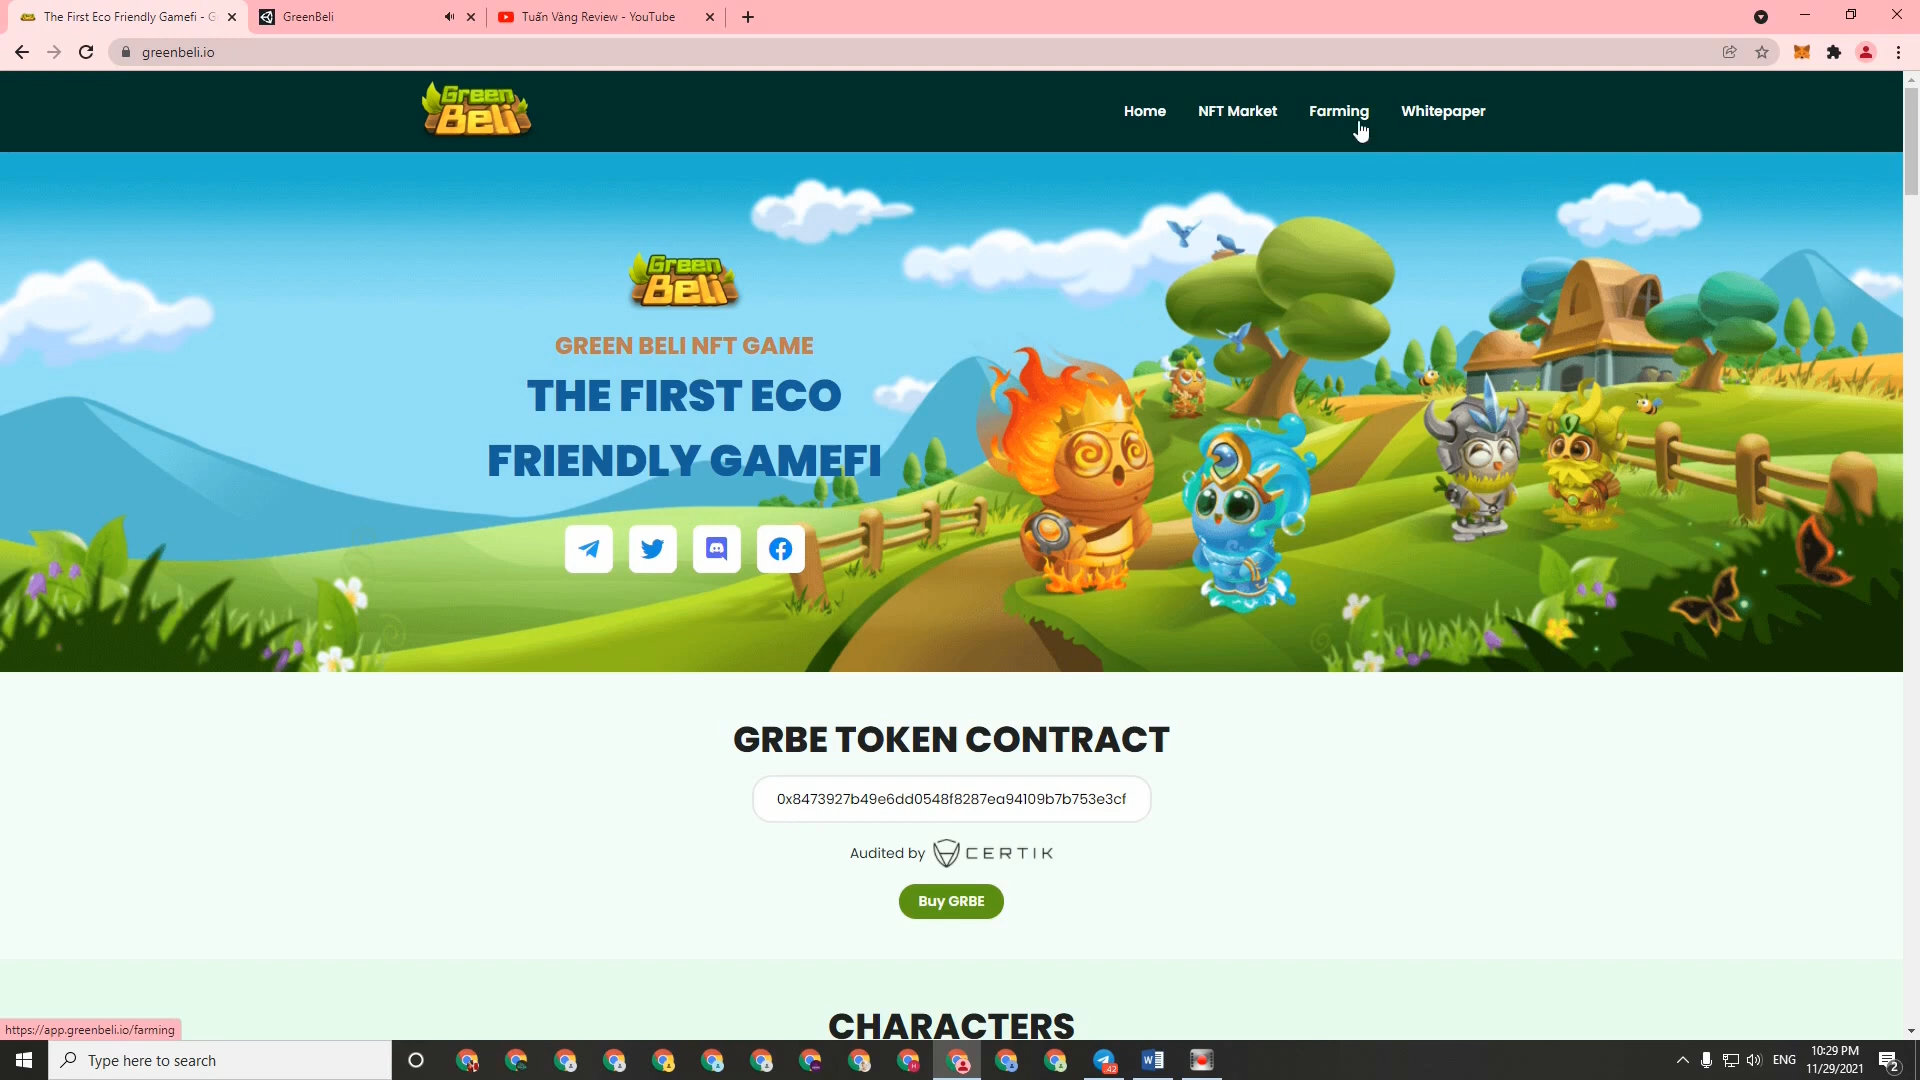 The First Eco Friendly Gamefi - G
GreenBeli
Tuấn Vàng Review - YouTube
greenbeli.io
Green
Beli
Home
NFT Market
Farming
Whitepaper
Green
Beli
GREEN BELI NFT GAME
THE FIRST ECO
FRIENDLY GAMEFI
GRBE TOKEN CONTRACT
0x8473927b49e6dd0548f8287ea94109b7b753e3cf
Audited by CERTIK
Buy GRBE
CHARACTERS
https://app.greenbeli.io/farming
Type here to search
42
ENG
10:29 PM
11/29/2021
2